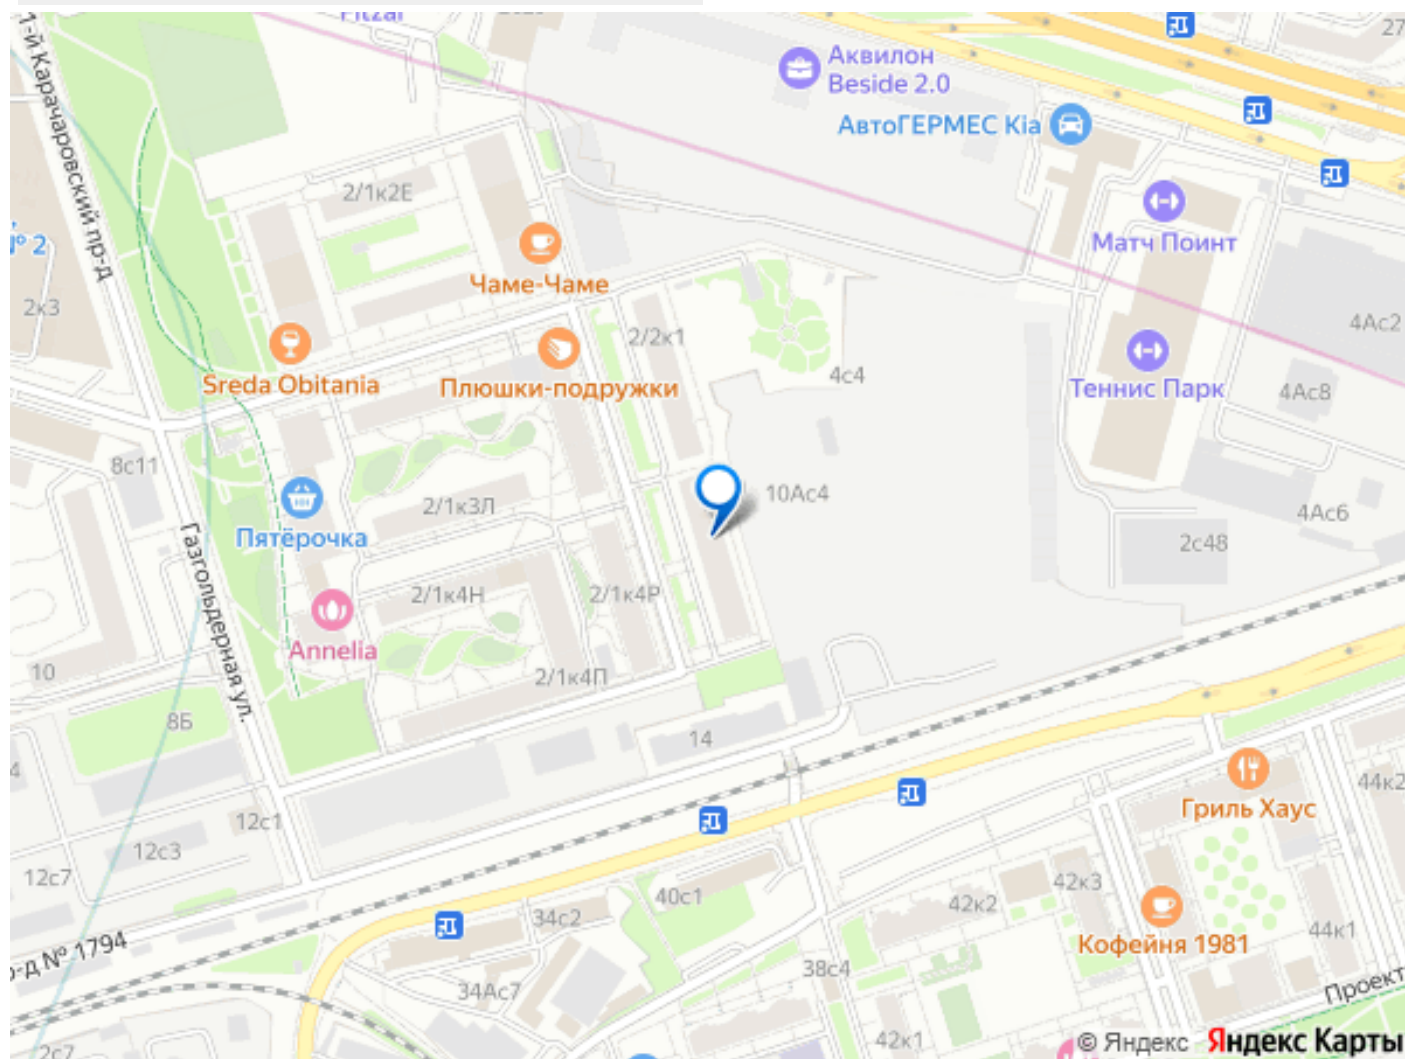 1-й Карачаровский пр-д
27
Аквилон
Beside 2.0
АвтоГЕРМЕС Kia
2/1к2Е
Матч Поинт
№ 2
Чаме-Чаме
2к3
2/2к1
4Ас2
Sreda Obitania
Плюшки-подружки
4с4
Теннис Парк
4Ас8
8с11
2/1к3Л
10Ас4
4Ас6
Пятёрочка
2с48
Газгольдерная ул.
2/1к4Н
2/1к4Р
Annelia
10
2/1к4П
8Б
14
44к2
Гриль Хаус
12с1
12с3
12с7
40с1
42к3
42к2
34с2
44к1
Кофейня 1981
р-д № 1794
38с4
34Ас7
Проект
42к1
2с7
© Яндекс Яндекс Карты